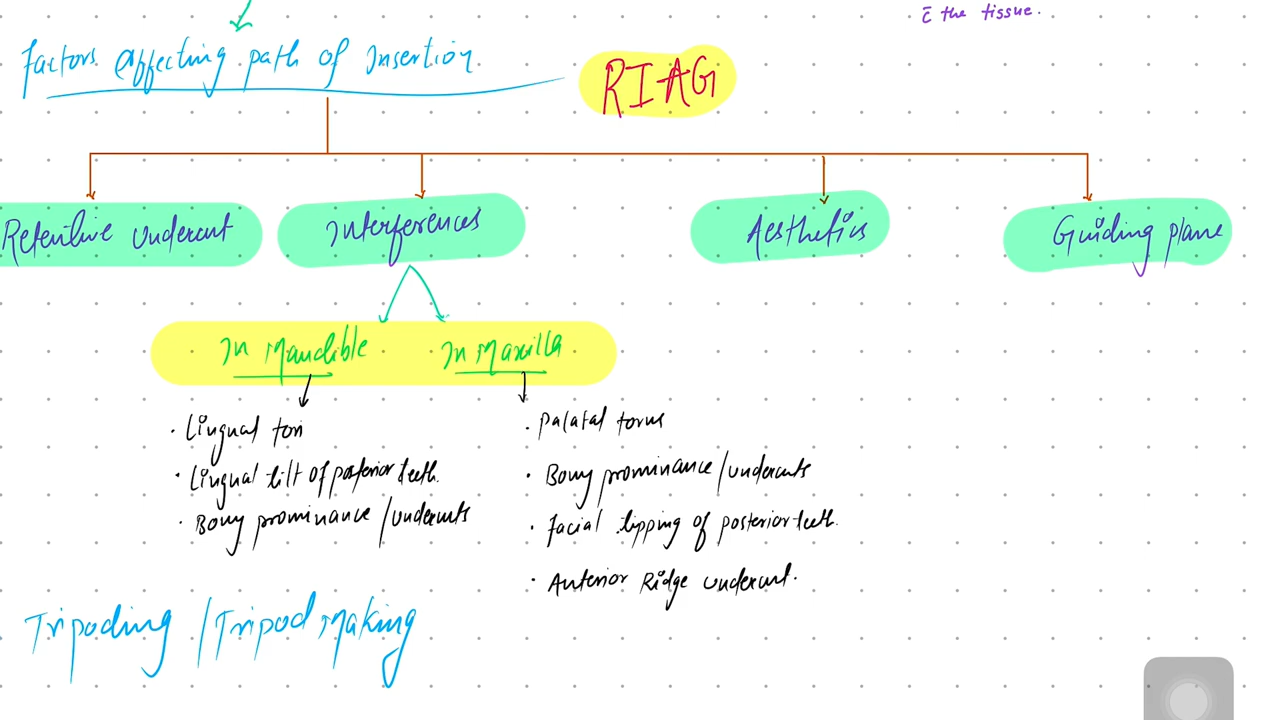 c̄ the tissue.
Factors affecting path of Insertion
RIAG
Retentive undercut
Interferences
Aesthetics
Guiding plane
In Mandible
In Maxilla
· Lingual tori
· Lingual tilt of posterior teeth.
· Bony prominance / undercuts
· Palatal torus
· Bony prominance / undercuts
· Facial tipping of posterior teeth.
· Anterior Ridge undercut.
Tripoding / Tripod Making